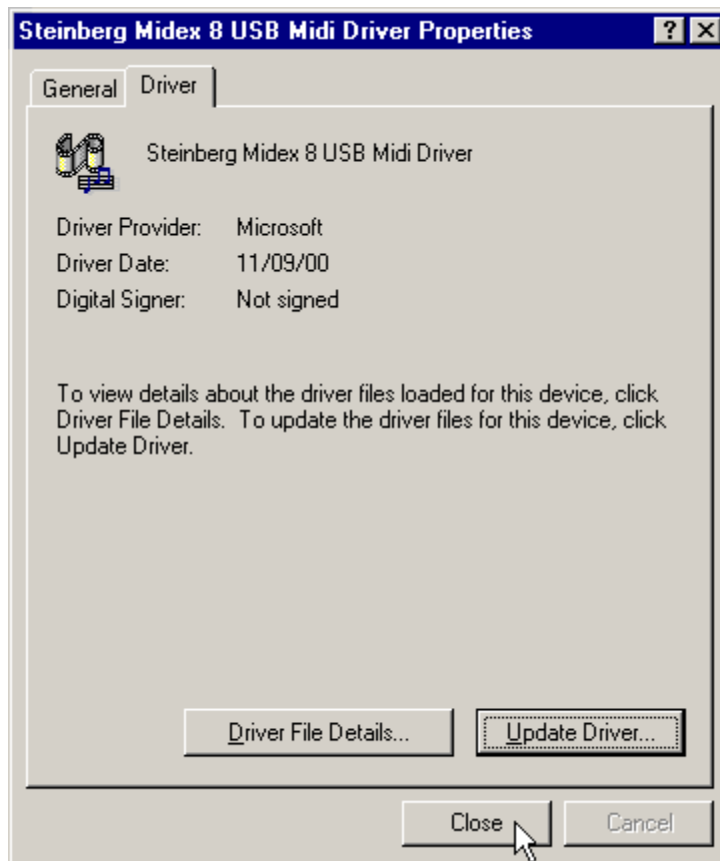 Steinberg Midex 8 USB Midi Driver Properties
General Driver
Steinberg Midex 8 USB Midi Driver
Driver Provider: Microsoft
Driver Date: 11/09/00
Digital Signer: Not signed
To view details about the driver files loaded for this device, click
Driver File Details. To update the driver files for this device, click
Update Driver.
Driver File Details... Update Driver...
Close Cancel